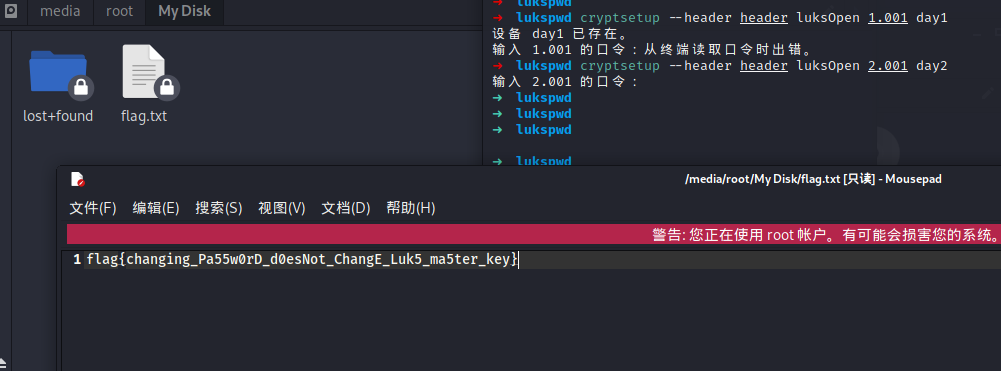 media root My Disk
lost+found flag.txt
➜ lukspwd
➜ lukspwd cryptsetup --header header luksOpen 1.001 day1
设备 day1 已存在。
输入 1.001 的口令：从终端读取口令时出错。
➜ lukspwd cryptsetup --header header luksOpen 2.001 day2
输入 2.001 的口令：
➜ lukspwd
➜ lukspwd
➜ lukspwd
➜ lukspwd
/media/root/My Disk/flag.txt [只读] - Mousepad
文件(F) 编辑(E) 搜索(S) 视图(V) 文档(D) 帮助(H)
警告: 您正在使用 root 帐户。有可能会损害您的系统。
1 flag{changing_Pa55w0rD_d0esNot_ChangE_Luk5_ma5ter_key}